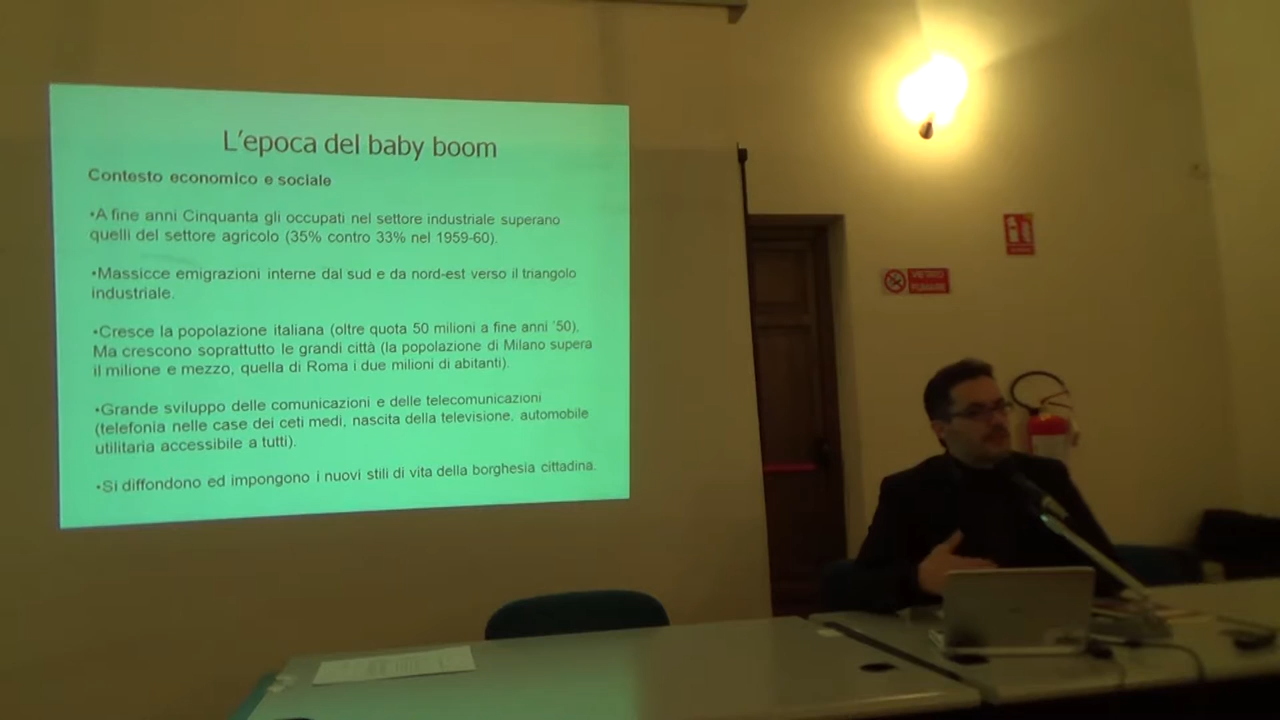 L'epoca del baby boom
Contesto economico e sociale
•A fine anni Cinquanta gli occupati nel settore industriale superano
quelli del settore agricolo (35% contro 33% nel 1959-60).
•Massicce emigrazioni interne dal sud e da nord-est verso il triangolo
industriale.
•Cresce la popolazione italiana (oltre quota 50 milioni a fine anni '50).
Ma crescono soprattutto le grandi città (la popolazione di Milano supera
il milione e mezzo, quella di Roma i due milioni di abitanti).
•Grande sviluppo delle comunicazioni e delle telecomunicazioni
(telefonia nelle case dei ceti medi, nascita della televisione, automobile
utilitaria accessibile a tutti).
•Si diffondono ed impongono i nuovi stili di vita della borghesia cittadina.
VIETATO
FUMARE